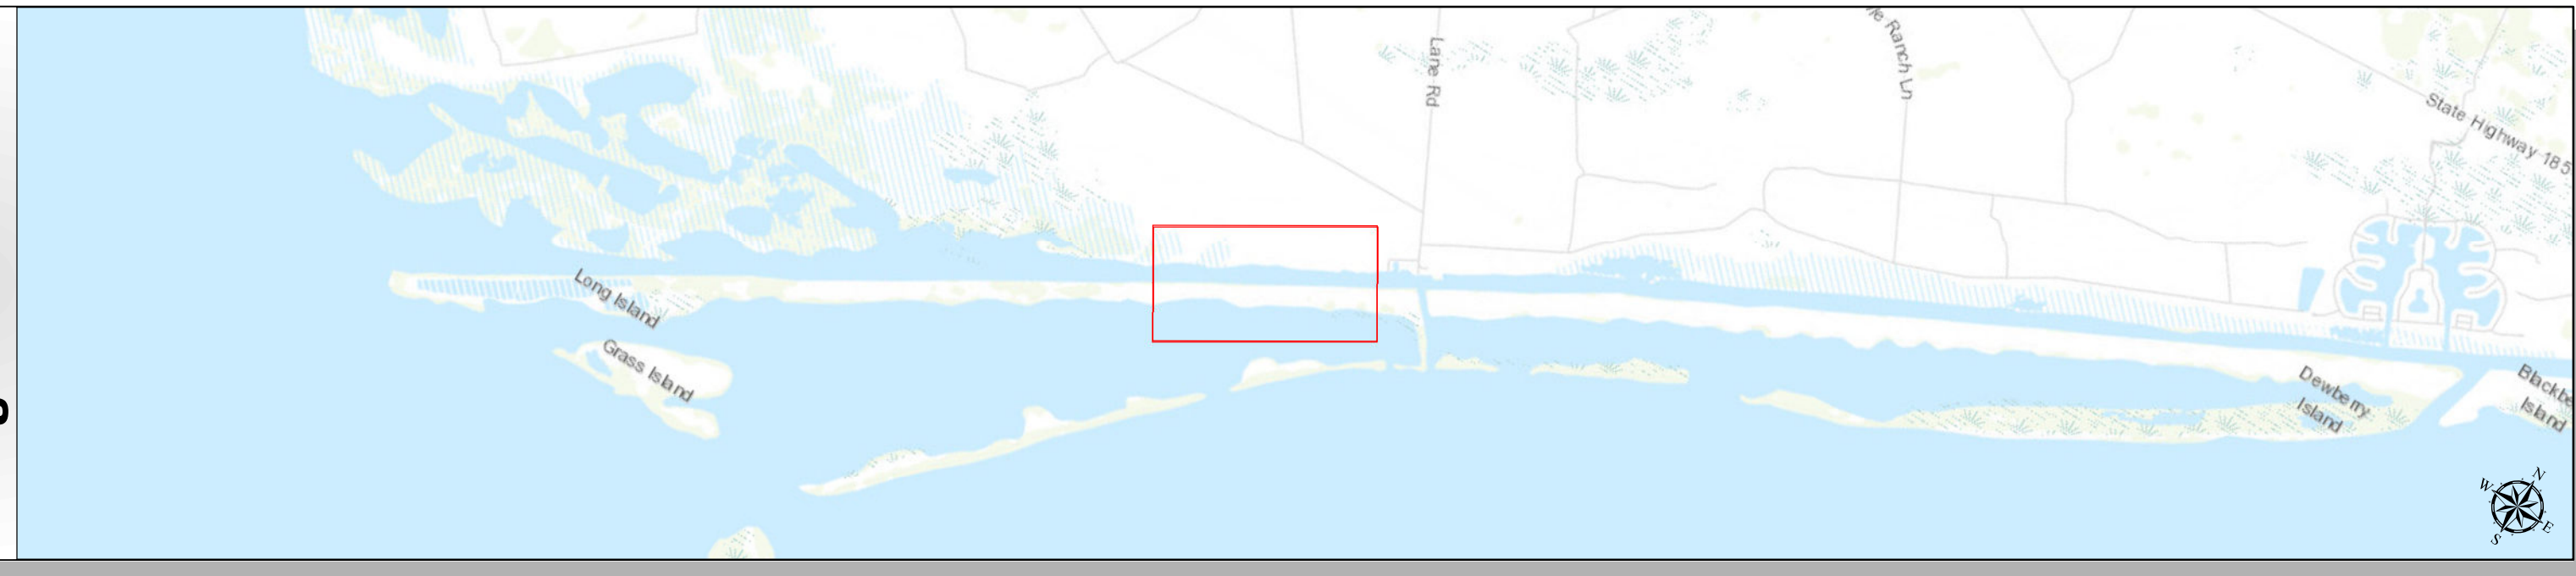 Lane Rd
Ranch Ln
State Highway 185
Long Island
Grass Island
Dewberry
Island
Island
N
W
E
S